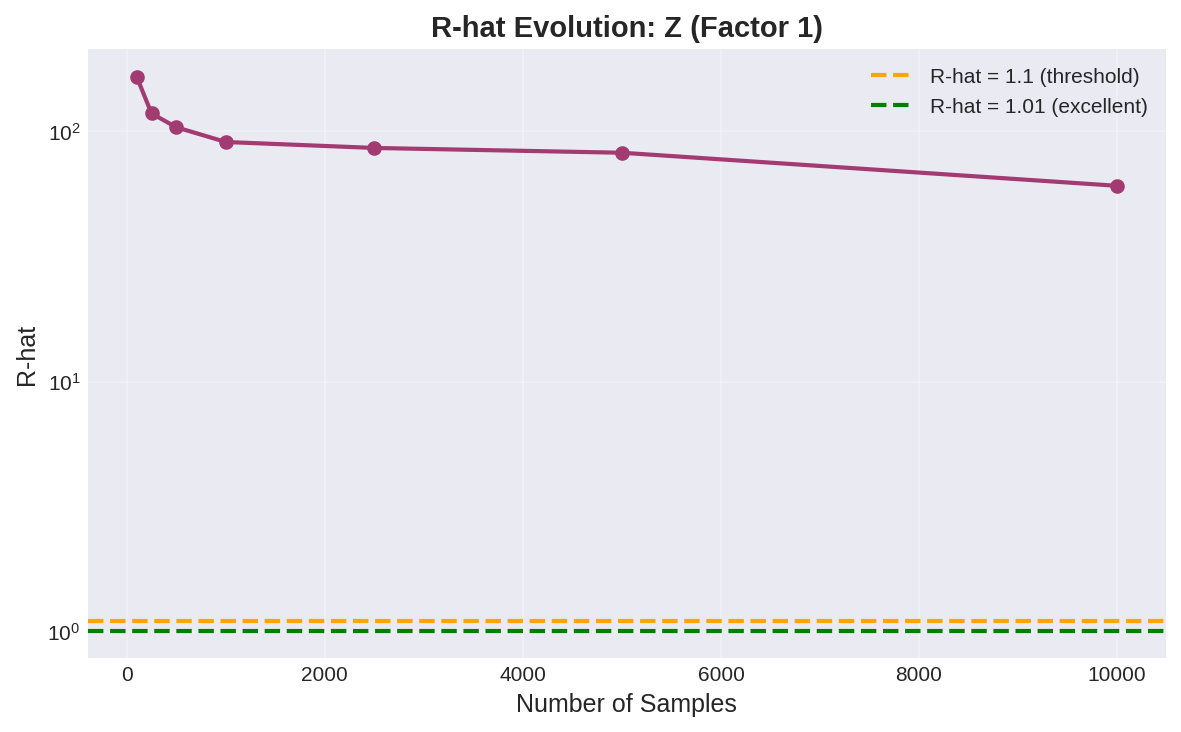 R-hat Evolution: Z (Factor 1)
R-hat = 1.1 (threshold)
R-hat = 1.01 (excellent)
10²
10¹
10⁰
R-hat
0 2000 4000 6000 8000 10000
Number of Samples